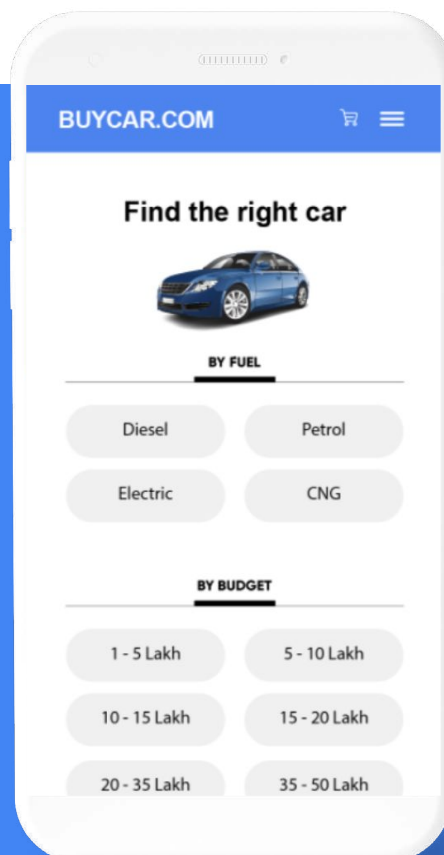 BUYCAR.COM
Find the right car
BY FUEL
Diesel Petrol
Electric CNG
BY BUDGET
1 - 5 Lakh 5 - 10 Lakh
10 - 15 Lakh 15 - 20 Lakh
20 - 35 Lakh 35 - 50 Lakh